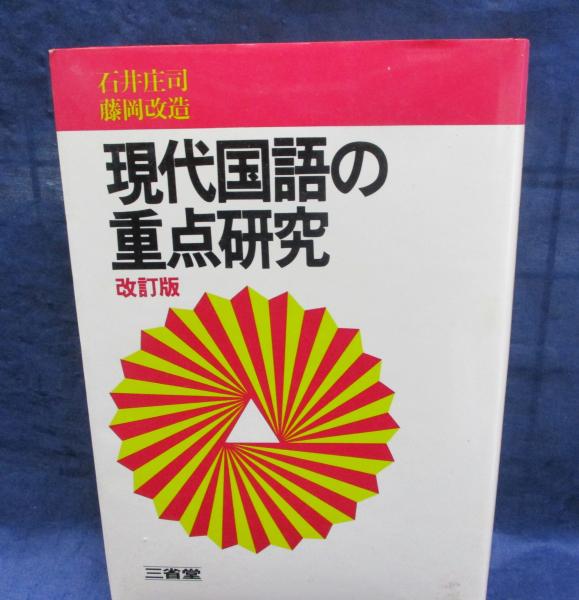 石井庄司
藤岡改造
現代国語の
重点研究
改訂版
三省堂